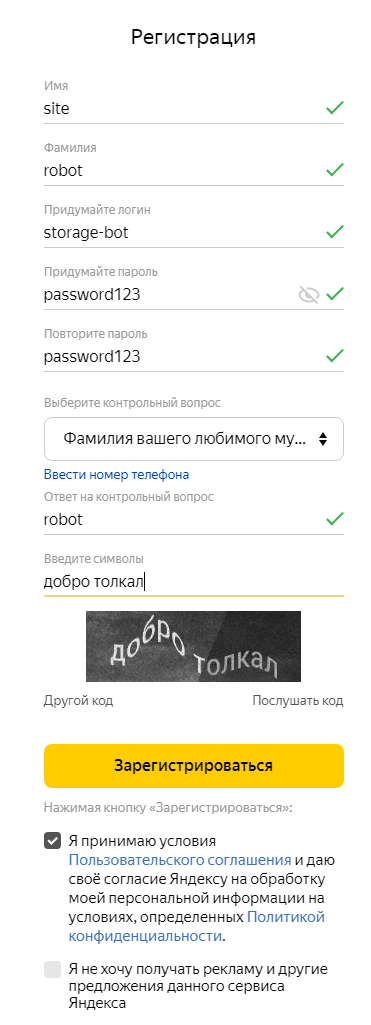 Регистрация
Имя
site
Фамилия
robot
Придумайте логин
storage-bot
Придумайте пароль
password123
Повторите пароль
password123
Выберите контрольный вопрос
Фамилия вашего любимого му...
Ввести номер телефона
Ответ на контрольный вопрос
robot
Введите символы
добро толкал
добро толкал
Другой код
Послушать код
Зарегистрироваться
Нажимая кнопку «Зарегистрироваться»:
Я принимаю условия
Пользовательского соглашения и даю
своё согласие Яндексу на обработку
моей персональной информации на
условиях, определенных Политикой
конфиденциальности.
Я не хочу получать рекламу и другие
предложения данного сервиса
Яндекса